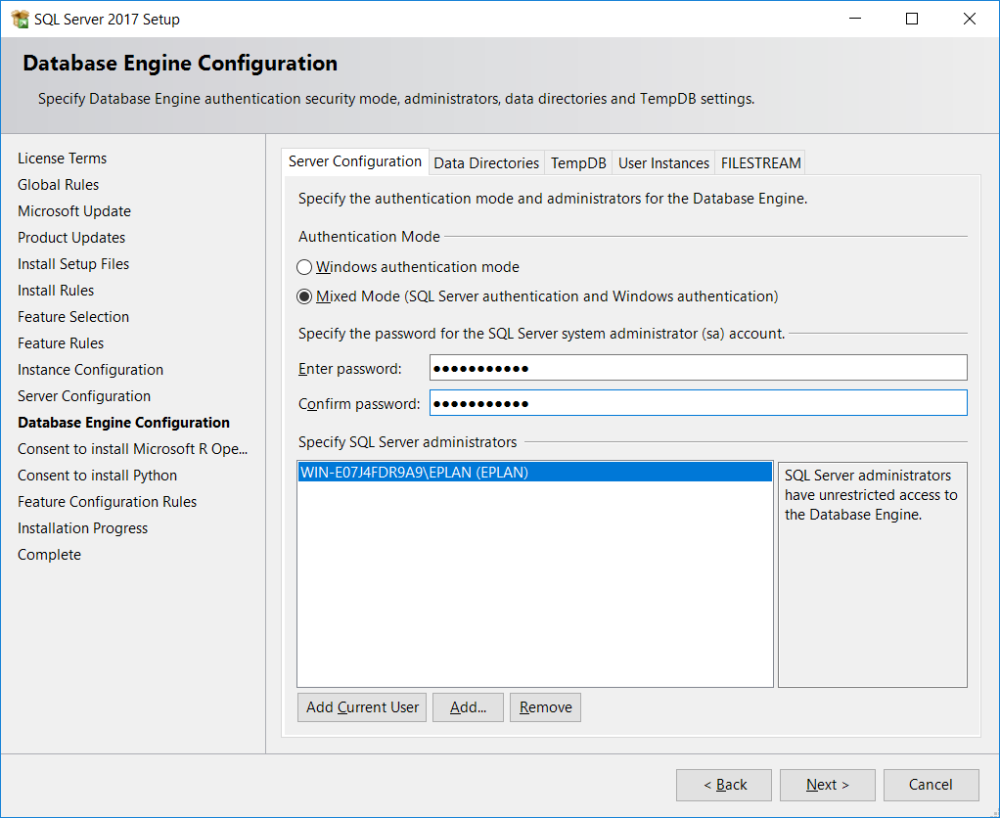 SQL Server 2017 Setup
Database Engine Configuration
Specify Database Engine authentication security mode, administrators, data directories and TempDB settings.
License Terms
Global Rules
Microsoft Update
Product Updates
Install Setup Files
Install Rules
Feature Selection
Feature Rules
Instance Configuration
Server Configuration
Database Engine Configuration
Consent to install Microsoft R Ope...
Consent to install Python
Feature Configuration Rules
Installation Progress
Complete
Server Configuration Data Directories TempDB User Instances FILESTREAM
Specify the authentication mode and administrators for the Database Engine.
Authentication Mode
Windows authentication mode
Mixed Mode (SQL Server authentication and Windows authentication)
Specify the password for the SQL Server system administrator (sa) account.
Enter password: ●●●●●●●●●●●
Confirm password: ●●●●●●●●●●●
Specify SQL Server administrators
WIN-E07J4FDR9A9\EPLAN (EPLAN)
SQL Server administrators
have unrestricted access to
the Database Engine.
Add Current User Add... Remove
< Back Next > Cancel